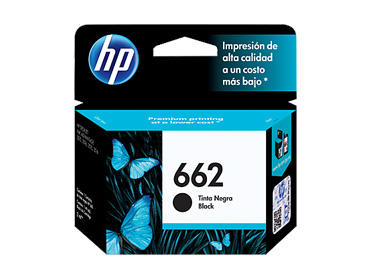 hp
Impresión de
alta calidad
a un costo
más bajo*
Premium printing
at a lower cost*
662
Tinta Negra
Black